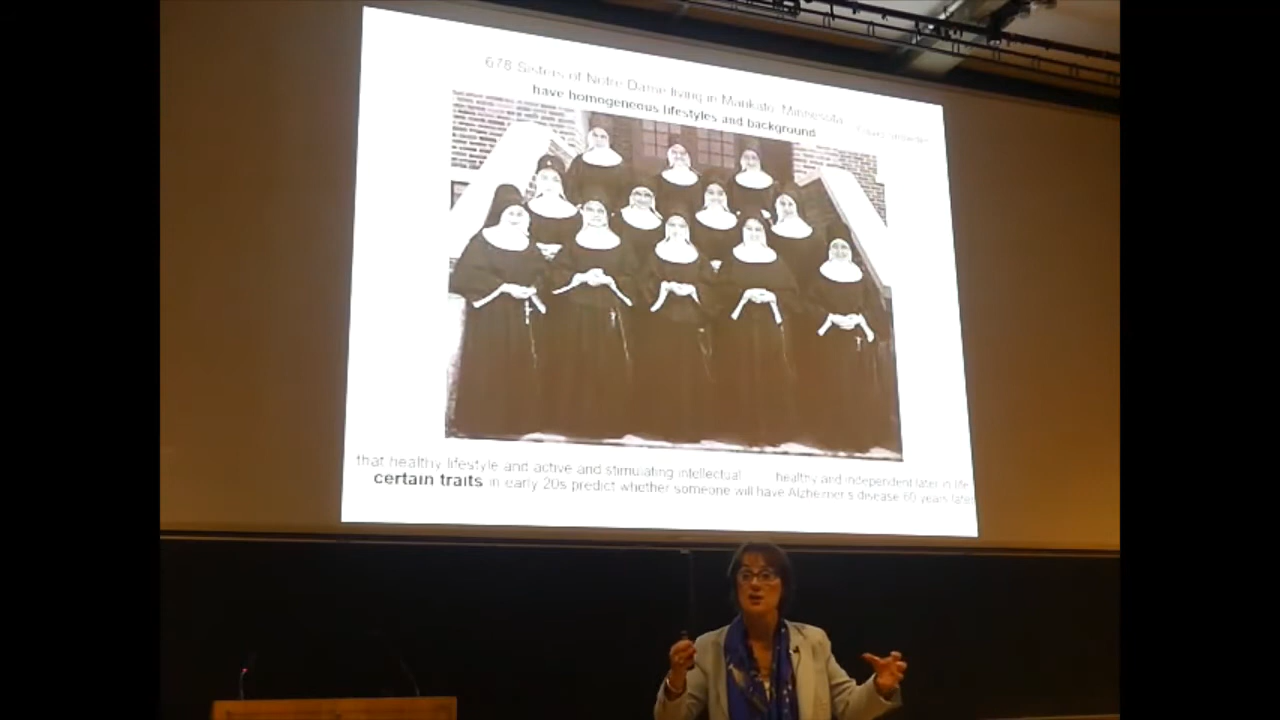 678 Sisters of Notre Dame living in Mankato, Minnesota
have homogeneous lifestyles and background
that healthy lifestyle and active and stimulating intellectual healthy and independent later in life
certain traits in early 20s predict whether someone will have Alzheimer's disease 60 years later